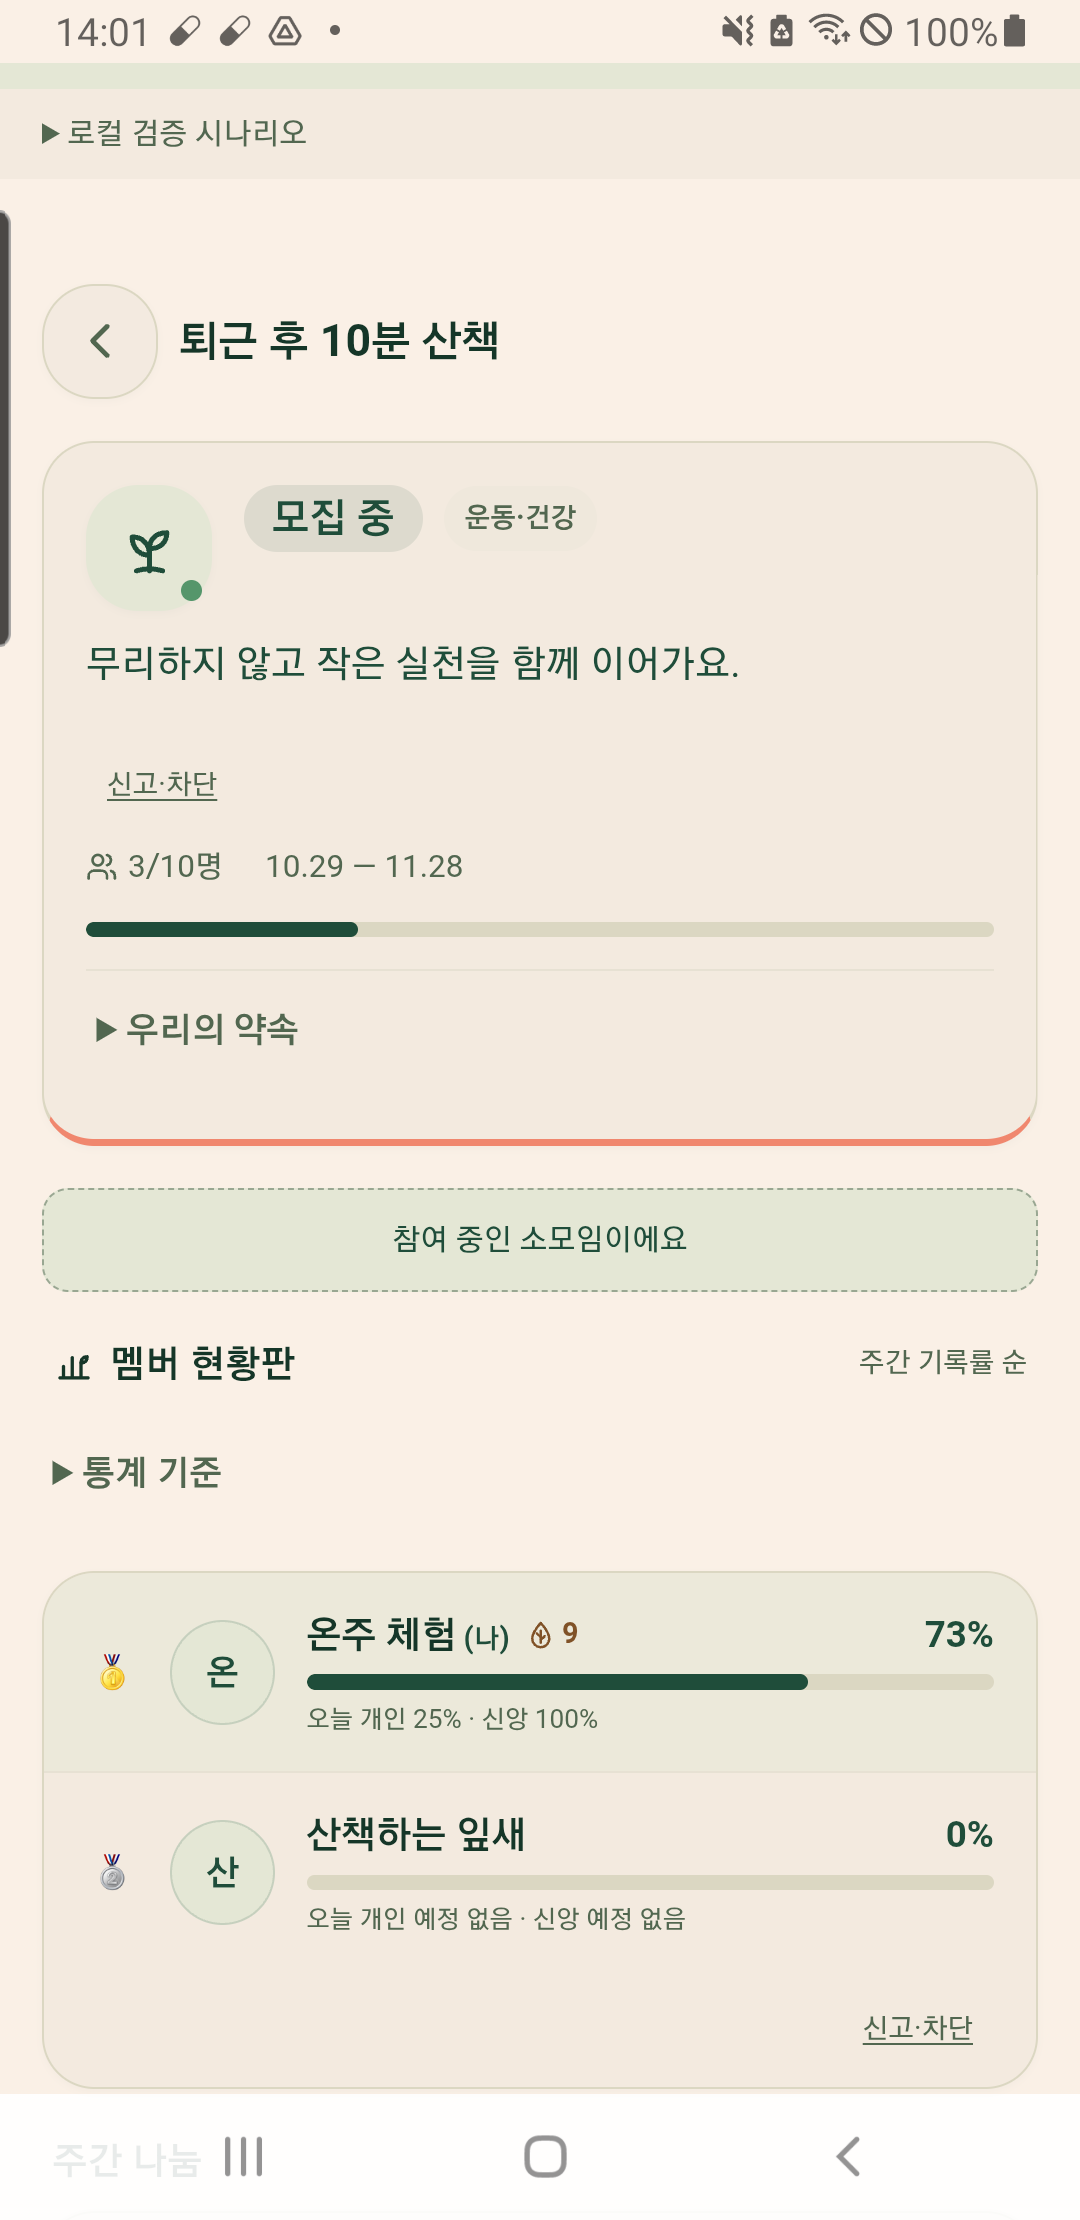 14:01 100%
▶ 로컬 검증 시나리오
퇴근 후 10분 산책
모집 중 운동·건강
무리하지 않고 작은 실천을 함께 이어가요.
신고·차단
3/10명 10.29 — 11.28
▶ 우리의 약속
참여 중인 소모임이에요
멤버 현황판 주간 기록률 순
▶ 통계 기준
온 온주 체험 (나) 9 73%
오늘 개인 25% · 신앙 100%
산 산책하는 잎새 0%
오늘 개인 예정 없음 · 신앙 예정 없음
신고·차단
주간 나눔